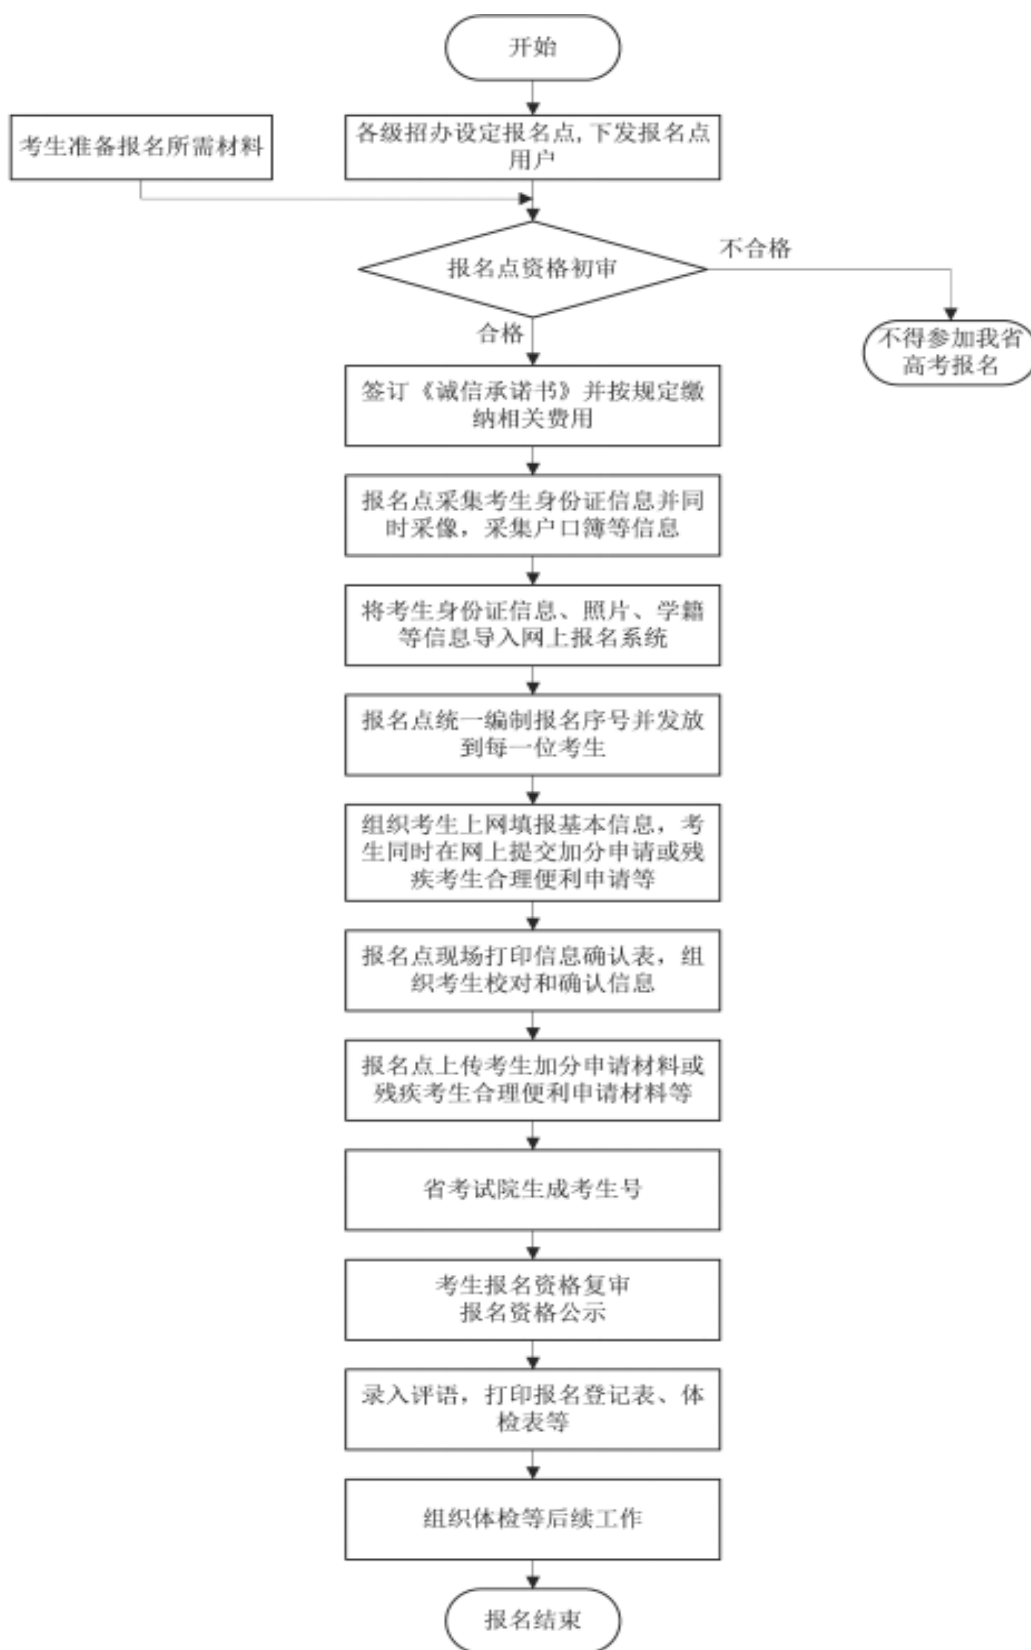 开始
考生准备报名所需材料
各级招办设定报名点,下发报名点
用户
报名点资格初审
不合格
合格
不得参加我省
高考报名
签订《诚信承诺书》并按规定缴
纳相关费用
报名点采集考生身份证信息并同
时采像，采集户口簿等信息
将考生身份证信息、照片、学籍
等信息导入网上报名系统
报名点统一编制报名序号并发放
到每一位考生
组织考生上网填报基本信息，考
生同时在网上提交加分申请或残
疾考生合理便利申请等
报名点现场打印信息确认表，组
织考生校对和确认信息
报名点上传考生加分申请材料或
残疾考生合理便利申请材料等
省考试院生成考生号
考生报名资格复审
报名资格公示
录入评语，打印报名登记表、体
检表等
组织体检等后续工作
报名结束